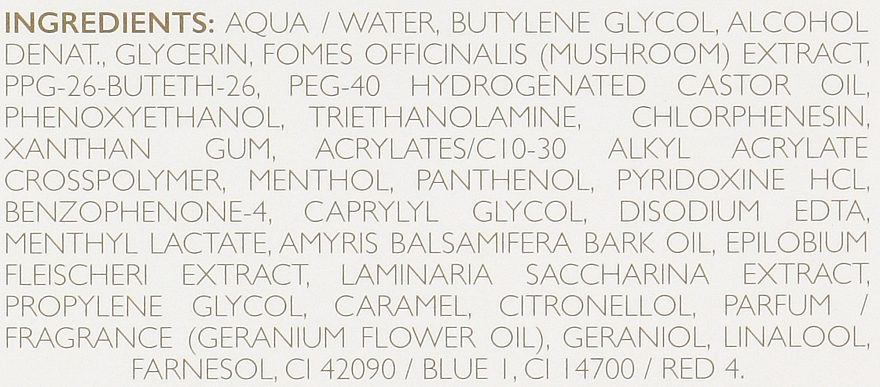 INGREDIENTS: AQUA / WATER, BUTYLENE GLYCOL, ALCOHOL
DENAT., GLYCERIN, FOMES OFFICINALIS (MUSHROOM) EXTRACT,
PPG-26-BUTETH-26, PEG-40 HYDROGENATED CASTOR OIL,
PHENOXYETHANOL, TRIETHANOLAMINE, CHLORPHENESIN,
XANTHAN GUM, ACRYLATES/C10-30 ALKYL ACRYLATE
CROSSPOLYMER, MENTHOL, PANTHENOL, PYRIDOXINE HCL,
BENZOPHENONE-4, CAPRYLYL GLYCOL, DISODIUM EDTA,
MENTHYL LACTATE, AMYRIS BALSAMIFERA BARK OIL, EPILOBIUM
FLEISCHERI EXTRACT, LAMINARIA SACCHARINA EXTRACT,
PROPYLENE GLYCOL, CARAMEL, CITRONELLOL, PARFUM /
FRAGRANCE (GERANIUM FLOWER OIL), GERANIOL, LINALOOL,
FARNESOL, CI 42090 / BLUE 1, CI 14700 / RED 4.